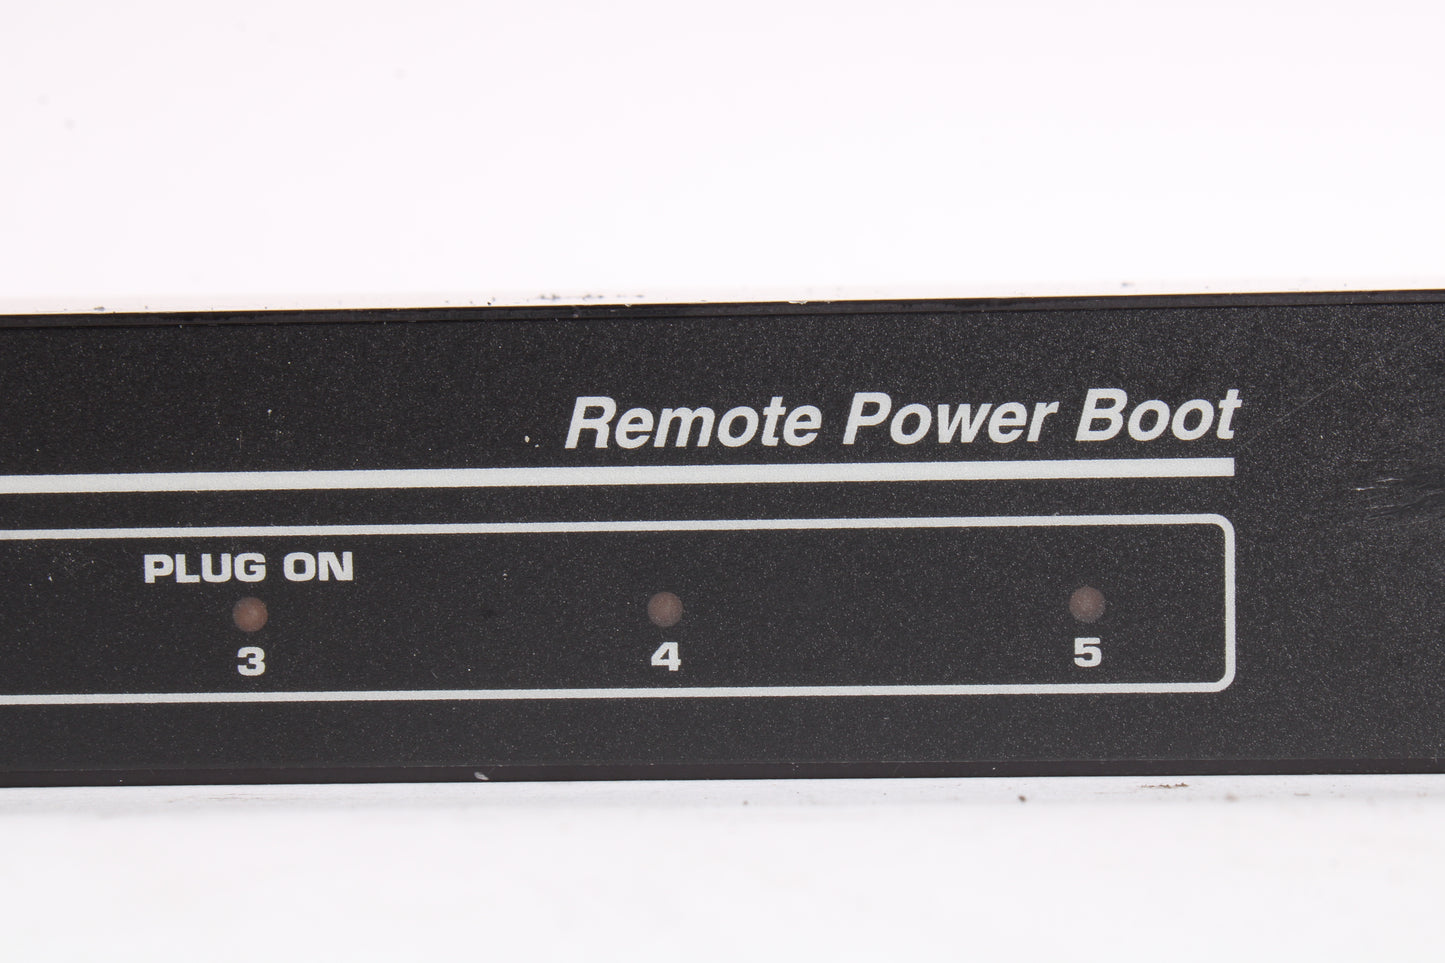 Remote Power Boot
PLUG ON
3 4 5